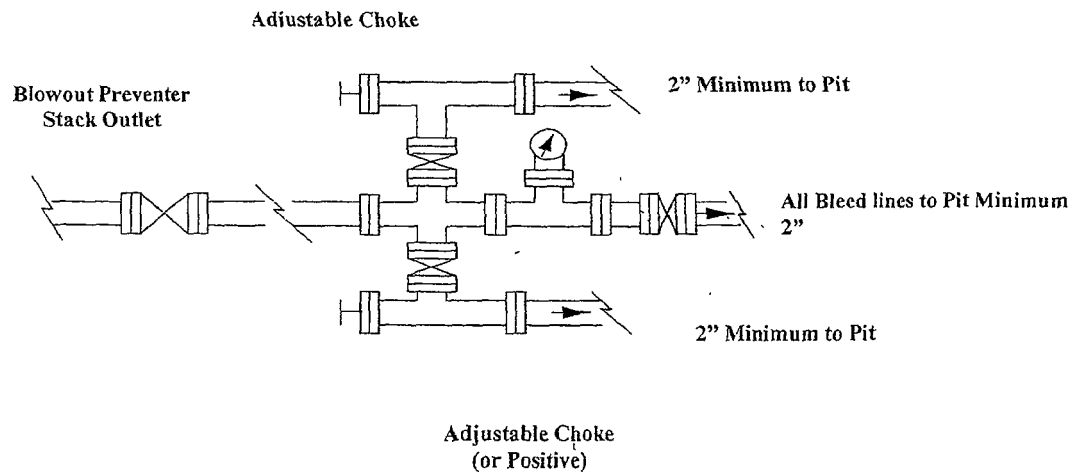 Adjustable Choke
Blowout Preventer
Stack Outlet
2” Minimum to Pit
All Bleed lines to Pit Minimum
2”
2” Minimum to Pit
Adjustable Choke
(or Positive)